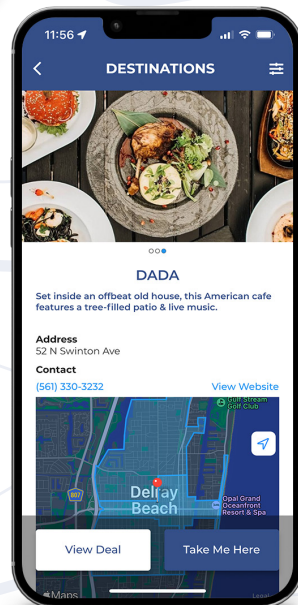 11:56
DESTINATIONS
DADA
Set inside an offbeat old house, this American cafe
features a tree-filled patio & live music.
Address
52 N Swinton Ave
Contact
(561) 330-3232
View Website
Gulf Stream
Golf Club
807
Delray
Beach
Opal Grand
Oceanfront
Resort & Spa
View Deal
Take Me Here
Maps
Legal